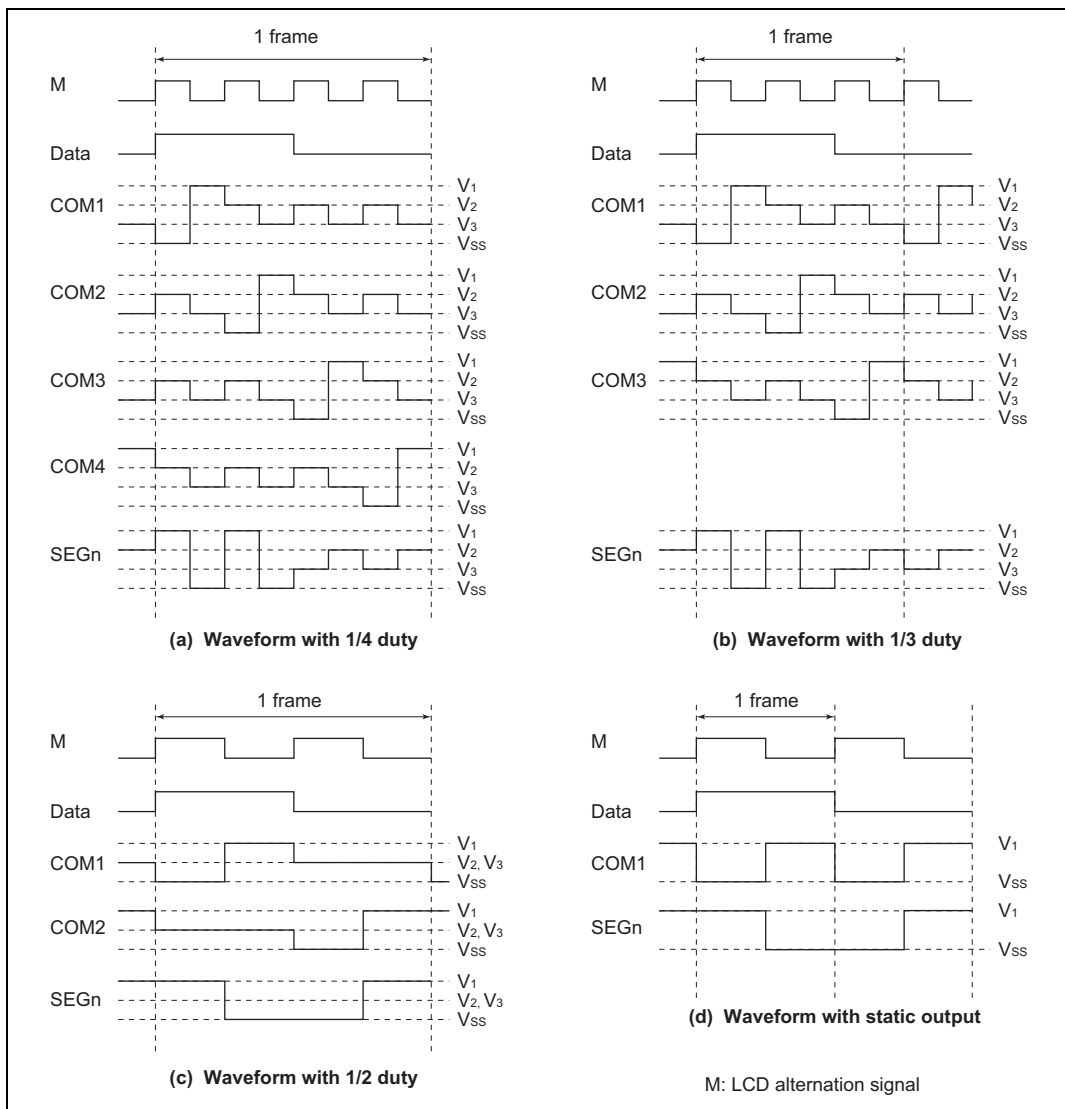 1 frame
M
Data
COM1
V1
V2
V3
VSS
COM2
V1
V2
V3
VSS
COM3
V1
V2
V3
VSS
COM4
V1
V2
V3
VSS
SEGn
V1
V2
V3
VSS
(a) Waveform with 1/4 duty
1 frame
M
Data
COM1
V1
V2
V3
VSS
COM2
V1
V2
V3
VSS
COM3
V1
V2
V3
VSS
SEGn
V1
V2
V3
VSS
(b) Waveform with 1/3 duty
1 frame
M
Data
COM1
V1
V2, V3
VSS
COM2
V1
V2, V3
VSS
SEGn
V1
V2, V3
VSS
(c) Waveform with 1/2 duty
1 frame
M
Data
COM1
V1
VSS
SEGn
V1
VSS
(d) Waveform with static output
M: LCD alternation signal